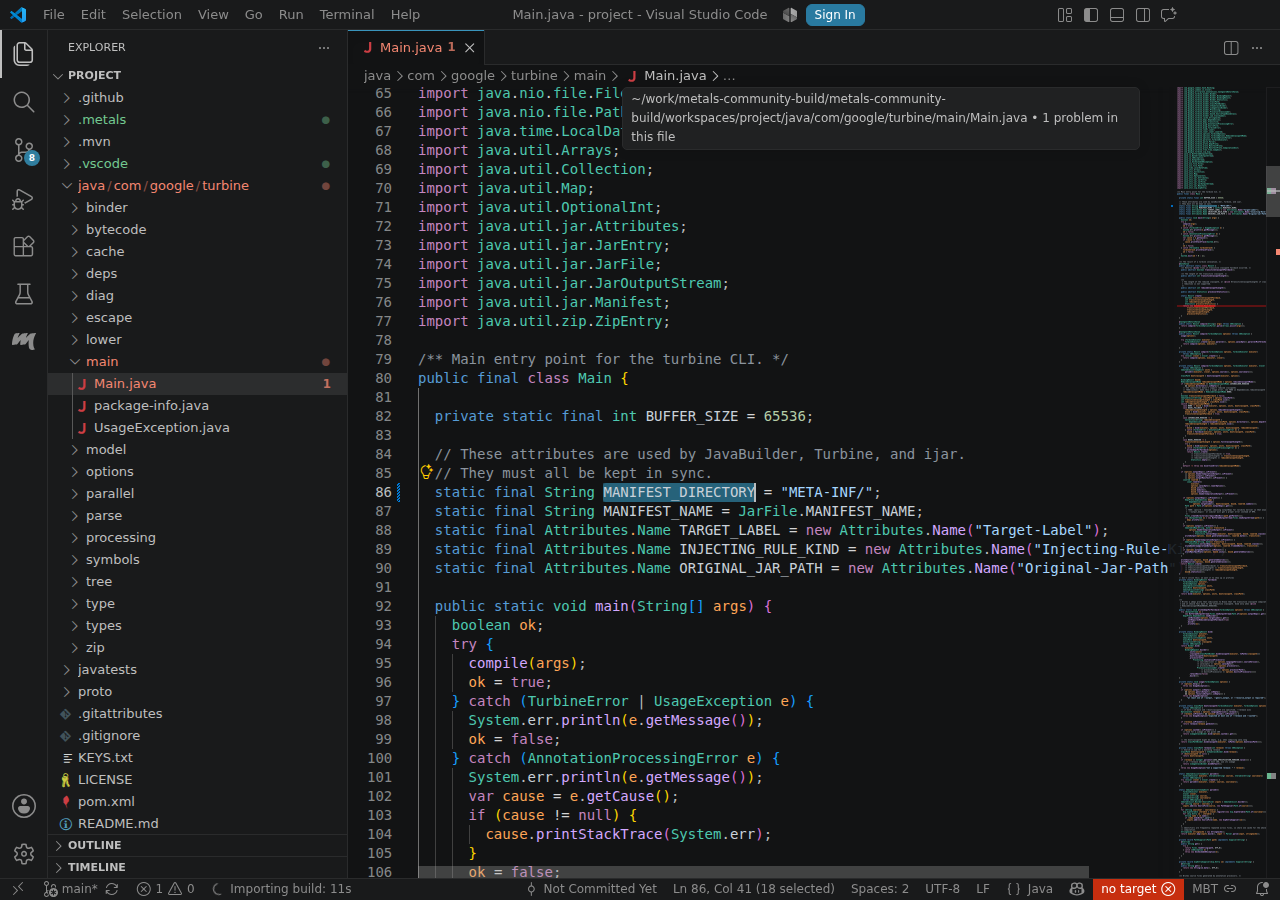 File Edit Selection View Go Run Terminal Help
Main.java - project - Visual Studio Code
Sign In
EXPLORER
PROJECT
.github
.metals
.mvn
.vscode
java/com/google/turbine
binder
bytecode
cache
deps
diag
escape
lower
main
Main.java 1
package-info.java
UsageException.java
model
options
parallel
parse
processing
symbols
tree
type
types
zip
javatests
proto
.gitattributes
.gitignore
KEYS.txt
LICENSE
pom.xml
README.md
OUTLINE
TIMELINE
8
Main.java 1
java > com > google > turbine > main > Main.java > ...
~/work/metals-community-build/metals-community-
build/workspaces/project/java/com/google/turbine/main/Main.java • 1 problem in
this file
65 import java.nio.file.File
66 import java.nio.file.Path
67 import java.time.LocalDat
68 import java.util.Arrays;
69 import java.util.Collection;
70 import java.util.Map;
71 import java.util.OptionalInt;
72 import java.util.jar.Attributes;
73 import java.util.jar.JarEntry;
74 import java.util.jar.JarFile;
75 import java.util.jar.JarOutputStream;
76 import java.util.jar.Manifest;
77 import java.util.zip.ZipEntry;
78
79 /** Main entry point for the turbine CLI. */
80 public final class Main {
81
82 private static final int BUFFER_SIZE = 65536;
83
84 // These attributes are used by JavaBuilder, Turbine, and ijar.
85 // They must all be kept in sync.
86 static final String MANIFEST_DIRECTORY = "META-INF/";
87 static final String MANIFEST_NAME = JarFile.MANIFEST_NAME;
88 static final Attributes.Name TARGET_LABEL = new Attributes.Name("Target-Label");
89 static final Attributes.Name INJECTING_RULE_KIND = new Attributes.Name("Injecting-Rule-K
90 static final Attributes.Name ORIGINAL_JAR_PATH = new Attributes.Name("Original-Jar-Path
91
92 public static void main(String[] args) {
93 boolean ok;
94 try {
95 compile(args);
96 ok = true;
97 } catch (TurbineError | UsageException e) {
98 System.err.println(e.getMessage());
99 ok = false;
100 } catch (AnnotationProcessingError e) {
101 System.err.println(e.getMessage());
102 var cause = e.getCause();
103 if (cause != null) {
104 cause.printStackTrace(System.err);
105 }
106 ok = false;
main* 1 0 Importing build: 11s Not Committed Yet Ln 86, Col 41 (18 selected) Spaces: 2 UTF-8 LF { } Java no target MBT